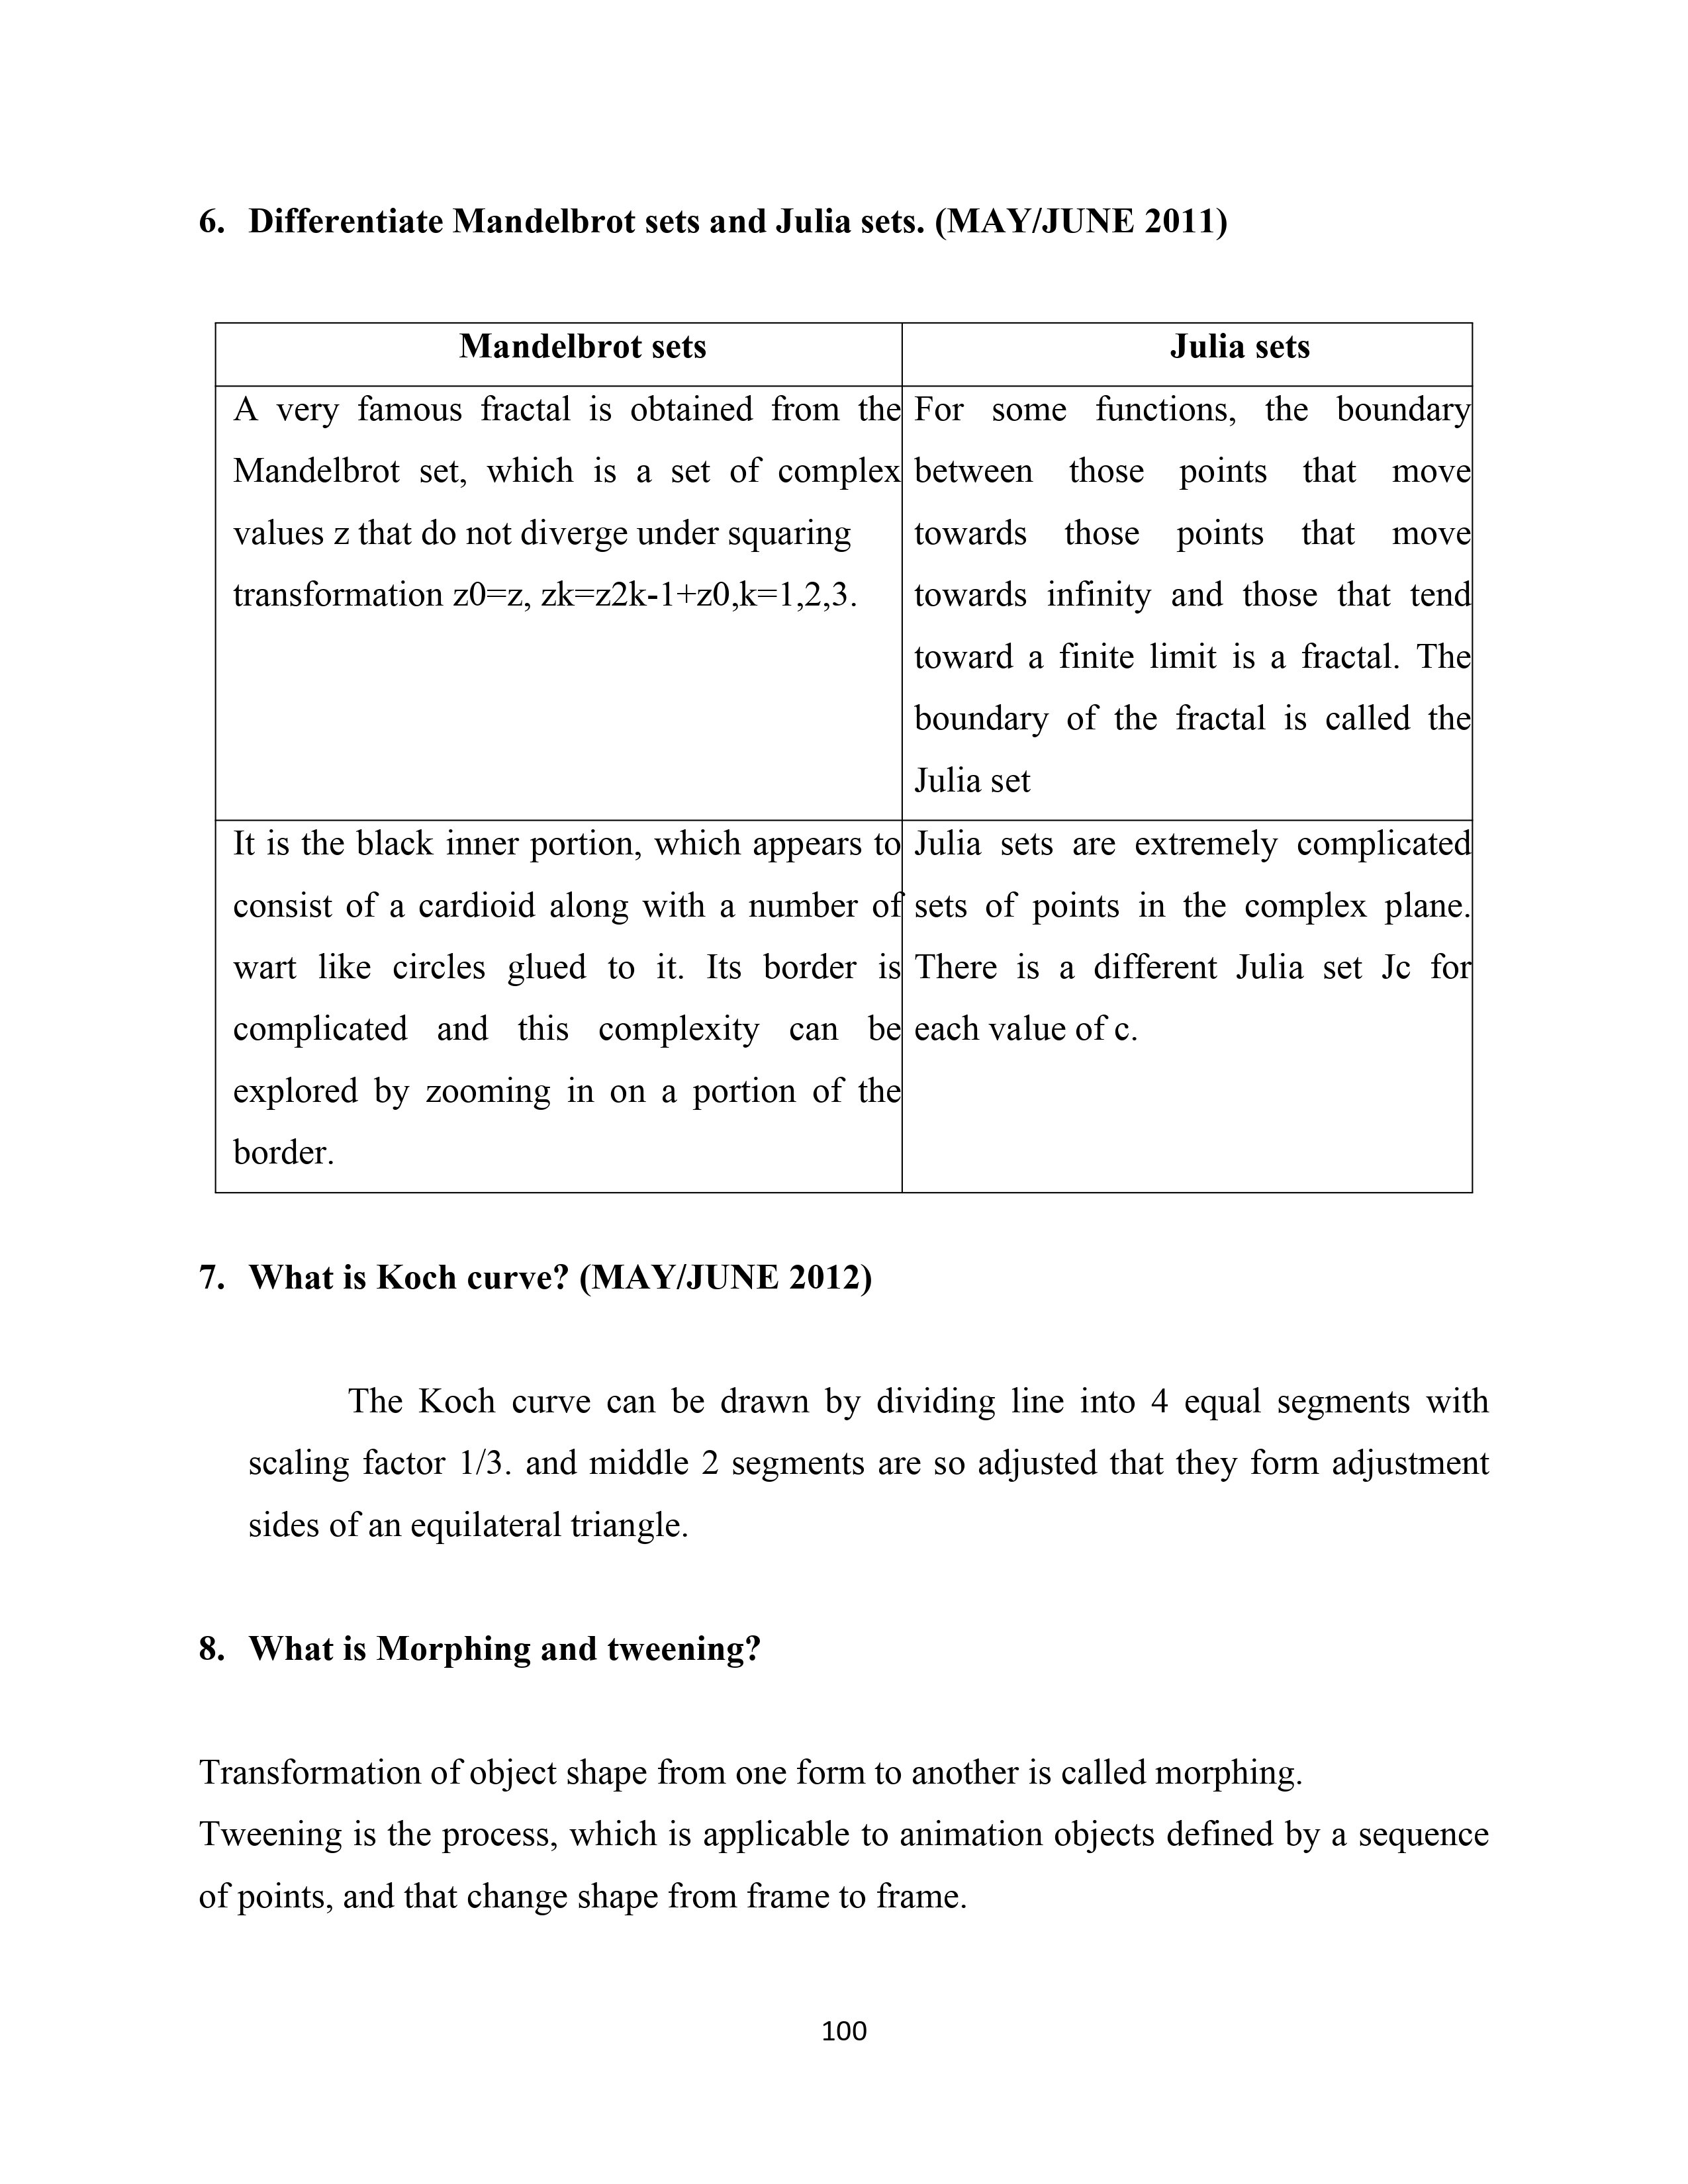 6. Differentiate Mandelbrot sets and Julia sets. (MAY/JUNE 2011)
Mandelbrot sets
Julia sets
A very famous fractal is obtained from the
Mandelbrot set, which is a set of complex
values z that do not diverge under squaring
transformation z0=z, zk=z2k-1+z0,k=1,2,3.
For some functions, the boundary
between those points that move
towards those points that move
towards infinity and those that tend
toward a finite limit is a fractal. The
boundary of the fractal is called the
Julia set
It is the black inner portion, which appears to
consist of a cardioid along with a number of
wart like circles glued to it. Its border is
complicated and this complexity can be
explored by zooming in on a portion of the
border.
Julia sets are extremely complicated
sets of points in the complex plane.
There is a different Julia set Jc for
each value of c.
7. What is Koch curve? (MAY/JUNE 2012)
The Koch curve can be drawn by dividing line into 4 equal segments with
scaling factor 1/3. and middle 2 segments are so adjusted that they form adjustment
sides of an equilateral triangle.
8. What is Morphing and tweening?
Transformation of object shape from one form to another is called morphing.
Tweening is the process, which is applicable to animation objects defined by a sequence
of points, and that change shape from frame to frame.
100